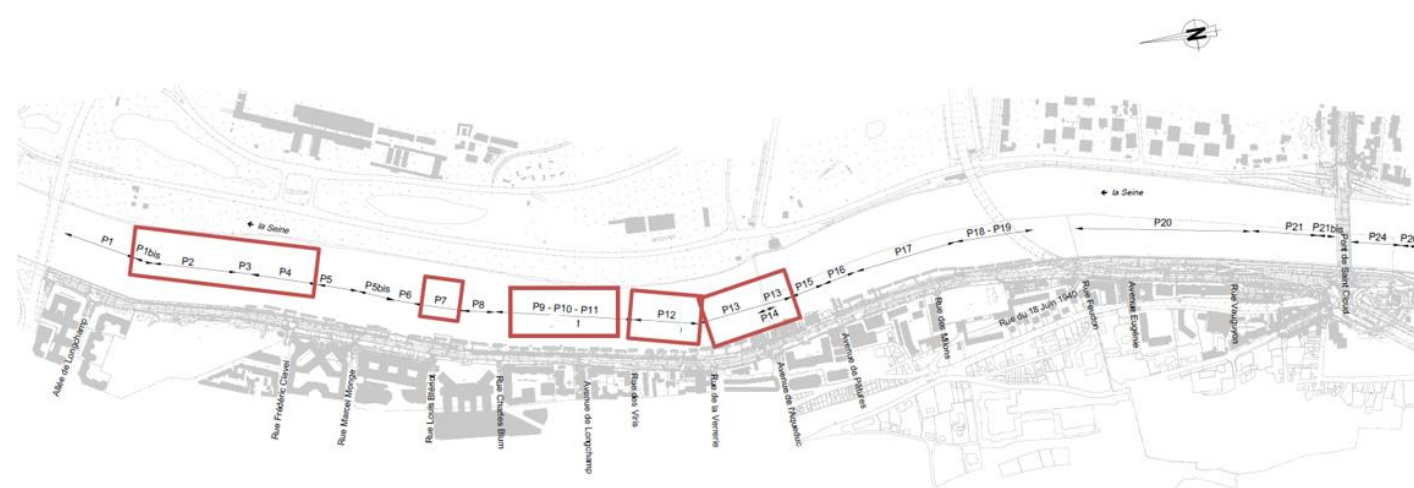 N
la Seine
la Seine
P1
P1bis
P2
P3
P4
P5
P5bis
P6
P7
P8
P9 - P10 - P11
1
P12
P13
P13
P14
P15
P16
P17
P18 - P19
P20
P21
P21bis
P24
Pont de Saint Cloud
Allée de Longchamp
Rue Frédéric Clavel
Rue Marcel Monge
Rue Louis Blériot
Rue Charles Blum
Avenue de Longchamp
Rue des Viris
Rue de la Verrerie
Avenue de l'Aqueduc
Avenue de Pâtures
Rue des Milons
Rue du 18 Juin 1940
Rue Feudon
Avenue Eugénie
Rue Vauguyon